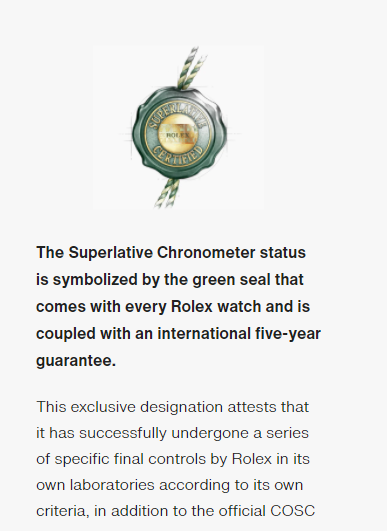 SUPERLATIVE
ROLEX
CERTIFIED
The Superlative Chronometer status
is symbolized by the green seal that
comes with every Rolex watch and is
coupled with an international five-year
guarantee.
This exclusive designation attests that
it has successfully undergone a series
of specific final controls by Rolex in its
own laboratories according to its own
criteria, in addition to the official COSC